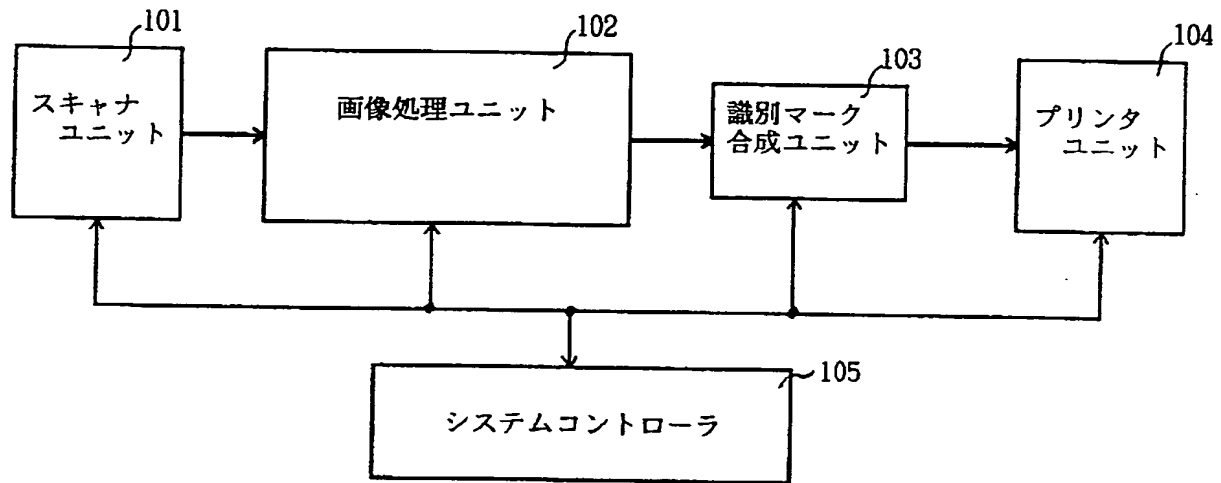 101
スキャナ
ユニット
102
画像処理ユニット
103
識別マーク
合成ユニット
104
プリンタ
ユニット
105
システムコントローラ